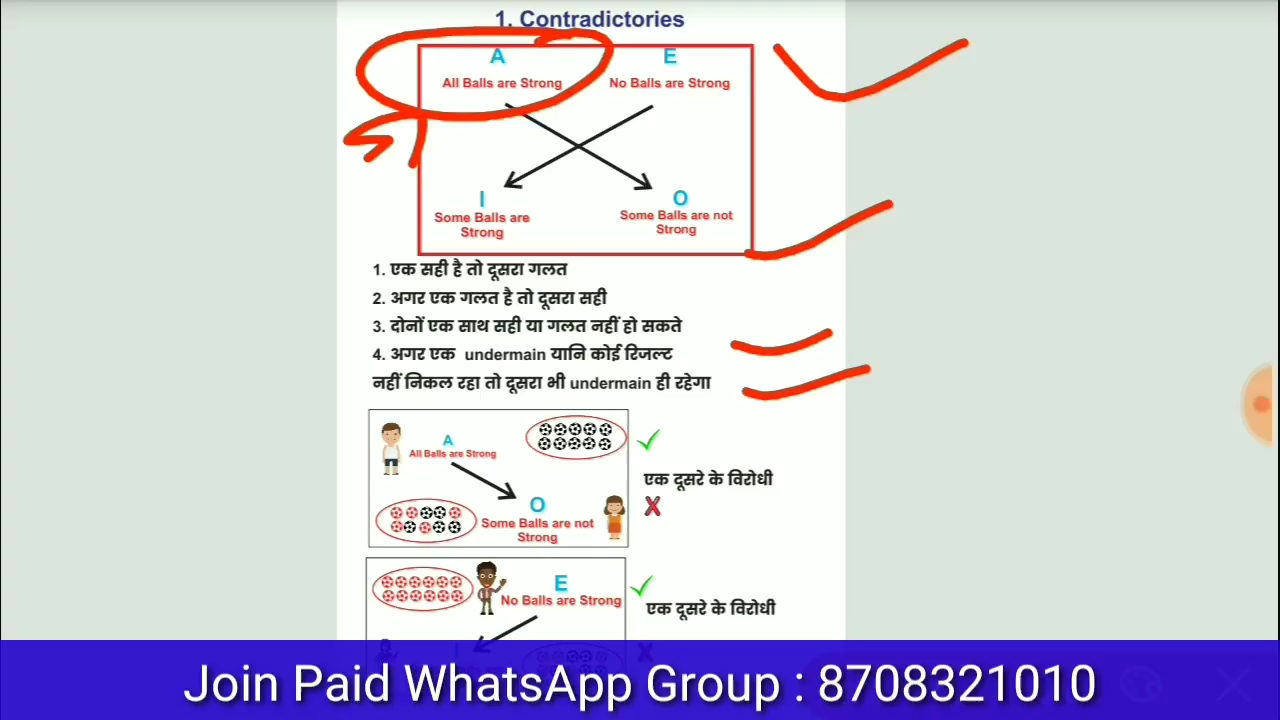 1. Contradictories
A
E
All Balls are Strong
No Balls are Strong
I
O
Some Balls are
Strong
Some Balls are not
Strong
1. एक सही है तो दूसरा गलत
2. अगर एक गलत है तो दूसरा सही
3. दोनों एक साथ सही या गलत नहीं हो सकते
4. अगर एक undermain यानि कोई रिजल्ट
नहीं निकल रहा तो दूसरा भी undermain ही रहेगा
A
All Balls are Strong
एक दूसरे के विरोधी
O
Some Balls are not
Strong
E
No Balls are Strong
एक दूसरे के विरोधी
Join Paid WhatsApp Group : 8708321010